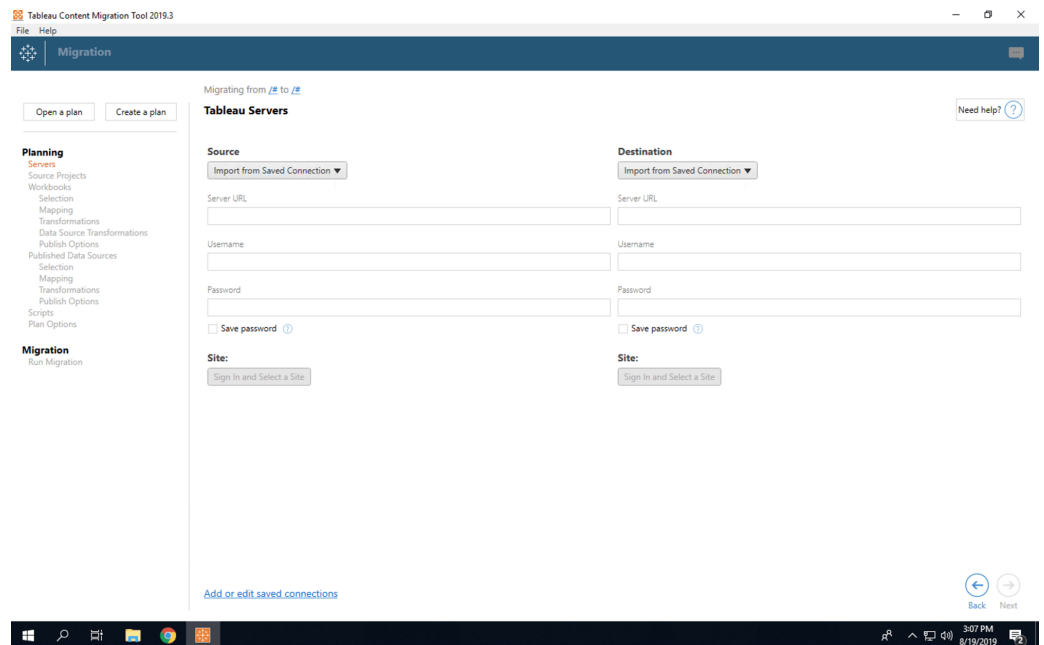 Tableau Content Migration Tool 2019.3
File Help
Migration
Open a plan Create a plan
Planning
Servers
Source Projects
Workbooks
Selection
Mapping
Transformations
Data Source Transformations
Publish Options
Published Data Sources
Selection
Mapping
Transformations
Publish Options
Scripts
Plan Options
Migration
Run Migration
Migrating from /# to /#
Tableau Servers
Need help? ?
Source
Import from Saved Connection ▼
Server URL
Username
Password
Save password ?
Site:
Sign In and Select a Site
Destination
Import from Saved Connection ▼
Server URL
Username
Password
Save password ?
Site:
Sign In and Select a Site
Add or edit saved connections
Back Next
3:07 PM
8/19/2019
2